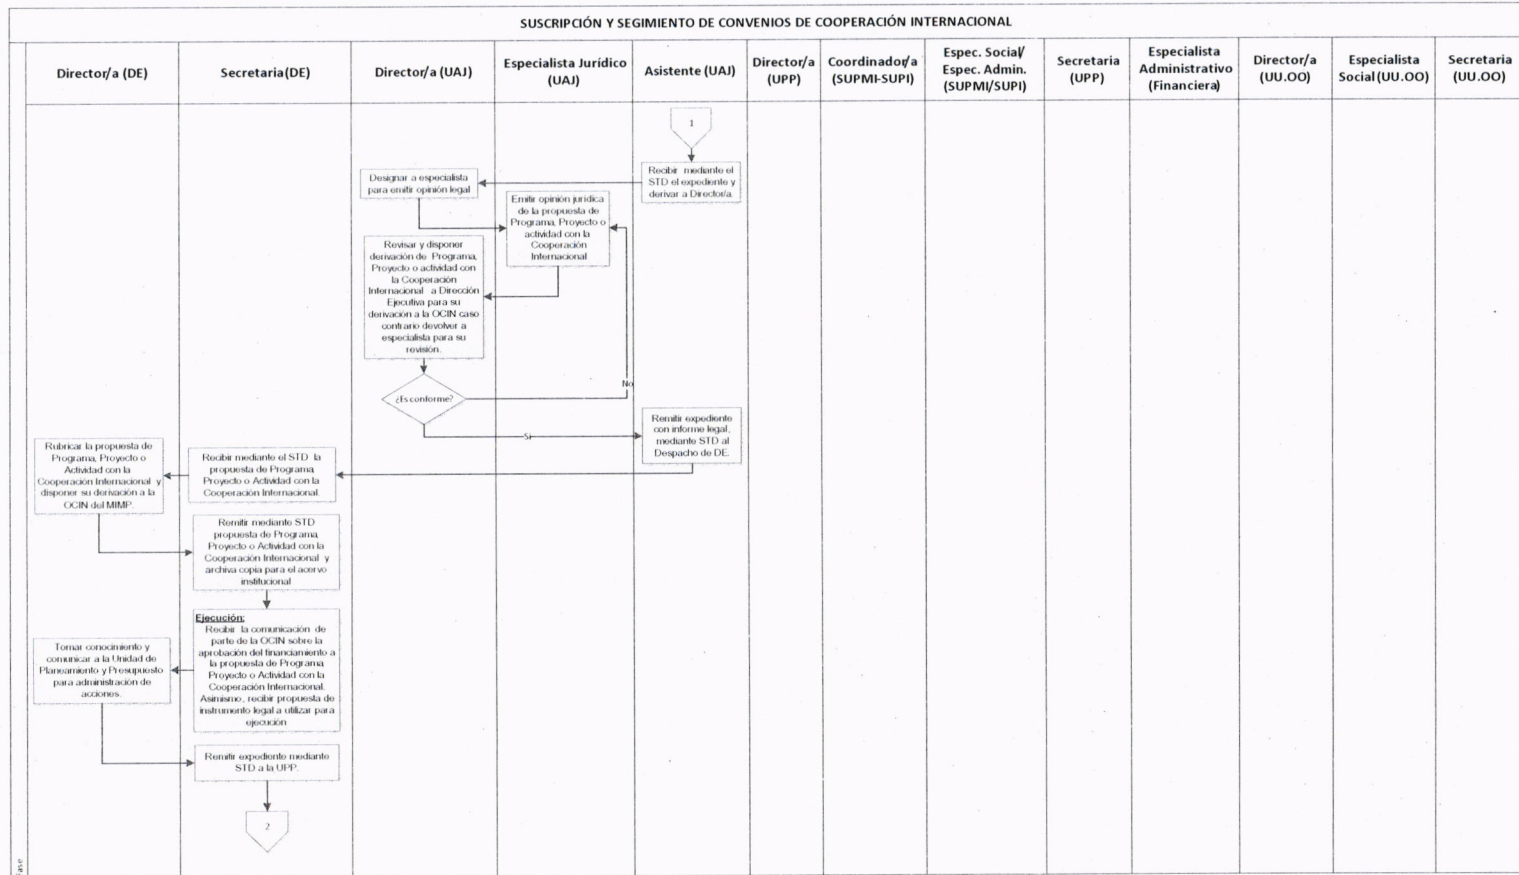 SUSCRIPCIÓN Y SEGIMIENTO DE CONVENIOS DE COOPERACIÓN INTERNACIONAL
Director/a (DE)
Secretaria(DE)
Director/a (UAJ)
Especialista Jurídico
(UAJ)
Asistente (UAJ)
Director/a
(UPP)
Coordinador/a
(SUPMI-SUPI)
Espec. Social/
Espec. Admin.
(SUPMI/SUPI)
Secretaria
(UPP)
Especialista
Administrativo
(Financiera)
Director/a
(UU.OO)
Especialista
Social(UU.OO)
Secretaria
(UU.OO)
1
Recibir mediante el
STD el expediente y
derivar a Director/a.
Designar a especialista
para emitir opinión legal
Emitir opinión jurídica
de la propuesta de
Programa, Proyecto o
actividad con la
Cooperación
Internacional
Revisar y disponer
derivación de Programa,
Proyecto o actividad con
la Cooperación
Internacional a Dirección
Ejecutiva para su
derivación a la OCIN caso
contrario devolver a
especialista para su
revisión.
¿Es conforme?
No
Si
Remitir expediente
con informe legal,
mediante STD al
Despacho de DE.
Recibir mediante el STD la
propuesta de Programa,
Proyecto o Actividad con la
Cooperación Internacional.
Rubricar la propuesta de
Programa, Proyecto o
Actividad con la
Cooperación Internacional y
disponer su derivación a la
OCIN del MIMP.
Remitir mediante STD
propuesta de Programa,
Proyecto o Actividad con la
Cooperación Internacional y
archiva copia para el acervo
institucional
Ejecución:
Recibir la comunicación de
parte de la OCIN sobre la
aprobación del financiamiento a
la propuesta de Programa,
Proyecto o Actividad con la
Cooperación Internacional.
Asimismo, recibir propuesta de
instrumento legal a utilizar para
ejecución
Tomar conocimiento y
comunicar a la Unidad de
Planeamiento y Presupuesto
para administración de
acciones.
Remitir expediente mediante
STD a la UPP.
2
Fase